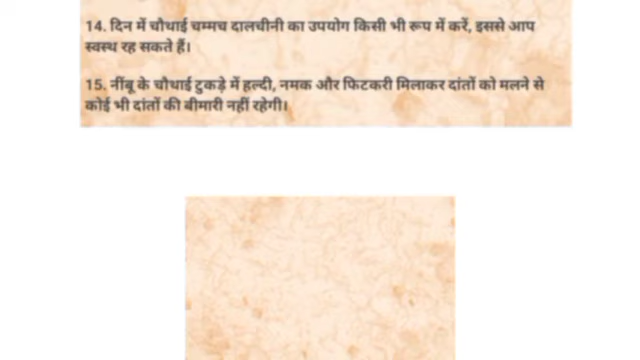 14. दिन में चौथाई चम्मच दालचीनी का उपयोग किसी भी रूप में करें, इससे आप
स्वस्थ रह सकते हैं।
15. नींबू के चौथाई टुकड़े में हल्दी, नमक और फिटकरी मिलाकर दांतों को मलने से
कोई भी दांतों की बीमारी नहीं रहेगी।